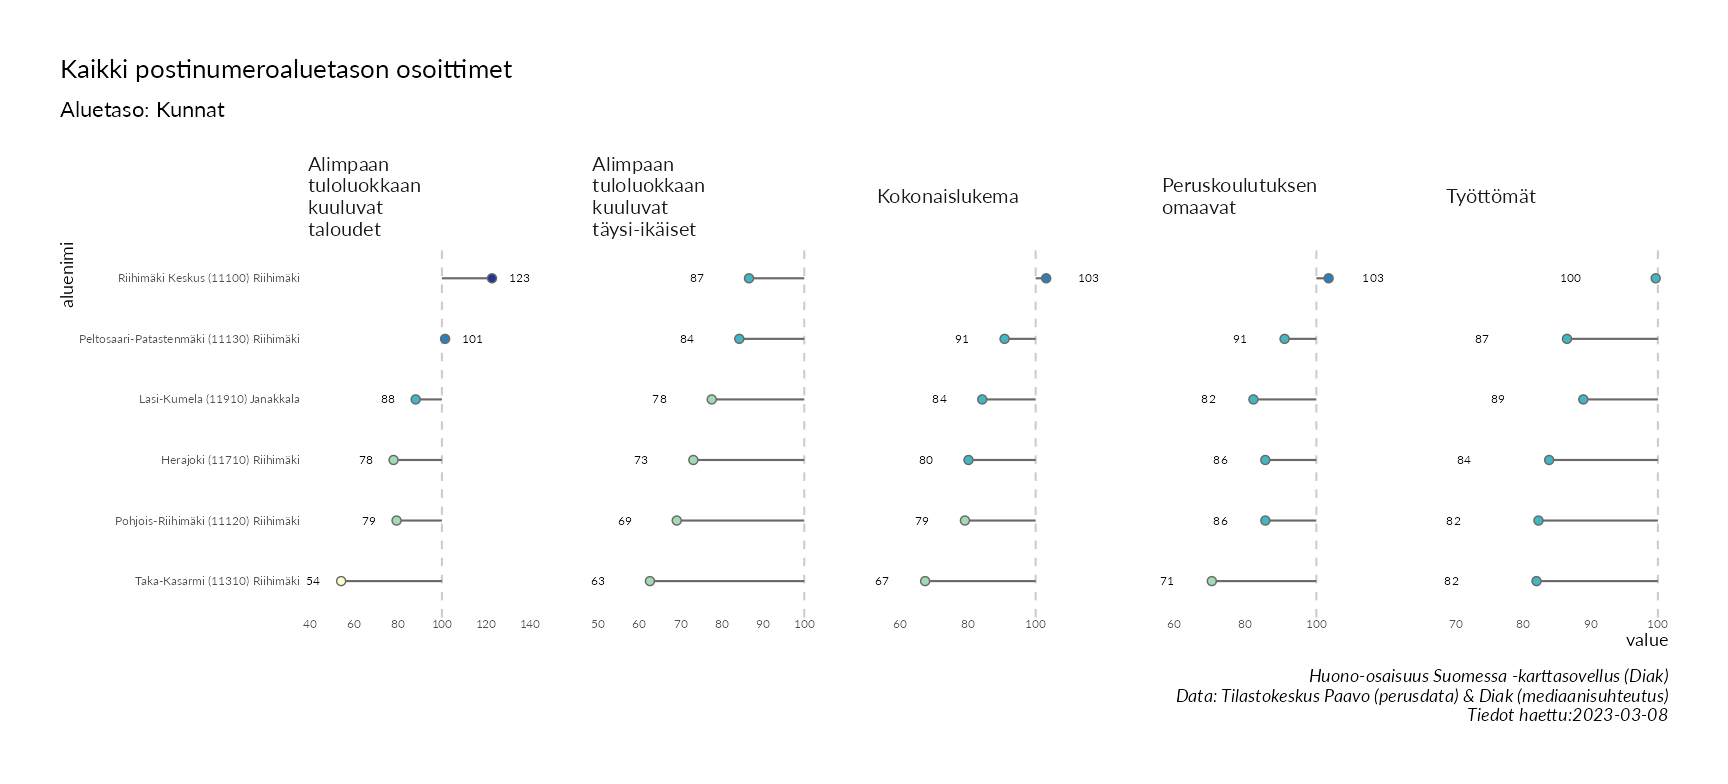 Kaikki postinumeroaluetason osoittimet
Aluetaso: Kunnat
Alimpaan
tuloluokkaan
kuuluvat
taloudet
Alimpaan
tuloluokkaan
kuuluvat
täysi-ikäiset
Kokonaislukema
Peruskoulutuksen
omaavat
Työttömät
aluenimi
Riihimäki Keskus (11100) Riihimäki 123 87 103 103 100
Peltosaari-Patastenmäki (11130) Riihimäki 101 84 91 91 87
Lasi-Kumela (11910) Janakkala 88 78 84 82 89
Herajoki (11710) Riihimäki 78 73 80 86 84
Pohjois-Riihimäki (11120) Riihimäki 79 69 79 86 82
Taka-Kasarmi (11310) Riihimäki 54 63 67 71 82
40 60 80 100 120 140 50 60 70 80 90 100 60 80 100 60 80 100 70 80 90 100
value
Huono-osaisuus Suomessa -karttasovellus (Diak)
Data: Tilastokeskus Paavo (perusdata) & Diak (mediaanisuhteutus)
Tiedot haettu:2023-03-08